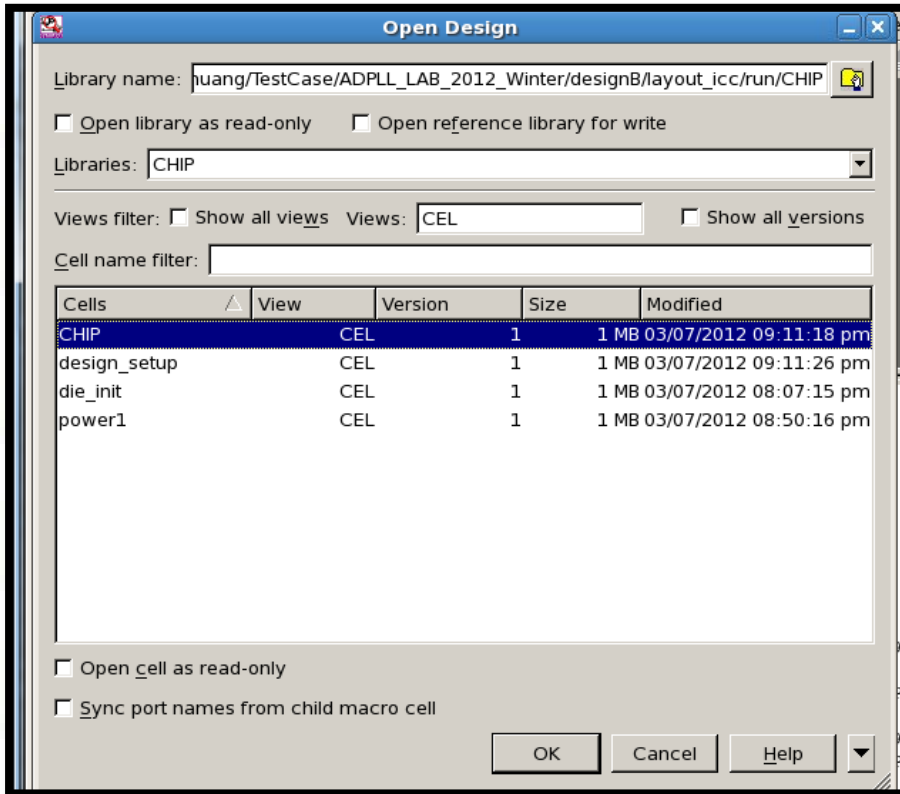 Open Design
Library name: huang/TestCase/ADPLL_LAB_2012_Winter/designB/layout_icc/run/CHIP
Open library as read-only Open reference library for write
Libraries: CHIP
Views filter: Show all views Views: CEL Show all versions
Cell name filter:
Cells View Version Size Modified
CHIP CEL 1 1 MB 03/07/2012 09:11:18 pm
design_setup CEL 1 1 MB 03/07/2012 09:11:26 pm
die_init CEL 1 1 MB 03/07/2012 08:07:15 pm
power1 CEL 1 1 MB 03/07/2012 08:50:16 pm
Open cell as read-only
Sync port names from child macro cell
OK Cancel Help